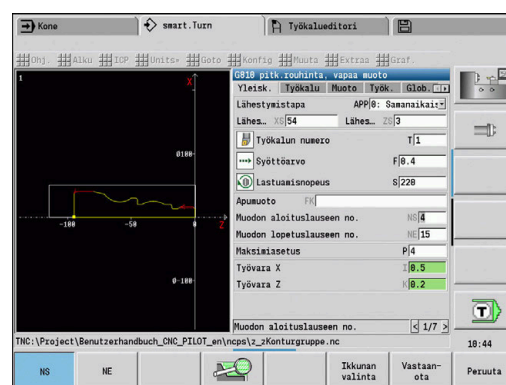 Kone smart.Turn Työkalueditori
Ohj. Alku ICP Units» Goto Konfig Muuta Extraa Graf.
1
X
Ø100
-100 -50 0 Z
Ø-100
G810 pitk.rouhinta, vapaa muoto
Yleisk. Työkalu Muoto Työk. Glob.
Lähestymistapa APP 0: Samanaikais
Lähes… XS 54 Lähes… ZS 3
Työkalun numero T 1
Syöttöarvo F 0.4
Lastuamisnopeus S 220
Apumuoto FK
Muodon aloituslauseen no. NS 4
Muodon lopetuslauseen no. NE 15
Maksimiasetus P 4
Työvara X I 0.5
Työvara Z K 0.2
Muodon aloituslauseen no. < 1/7 >
TNC:\Project\Benutzerhandbuch_CNC_PILOT_en\ncps\z_zKonturgruppe.nc
T
10:44
NS NE Ikkunan valinta Vastaan-ota Peruuta